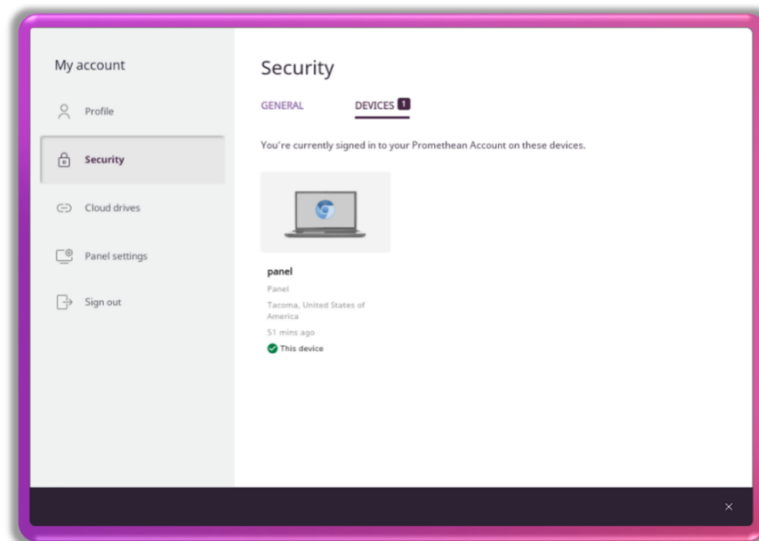 My account
Profile
Security
Cloud drives
Panel settings
Sign out
Security
GENERAL
DEVICES 1
You're currently signed in to your Promethean Account on these devices.
panel
Panel
Tacoma, United States of
America
51 mins ago
This device